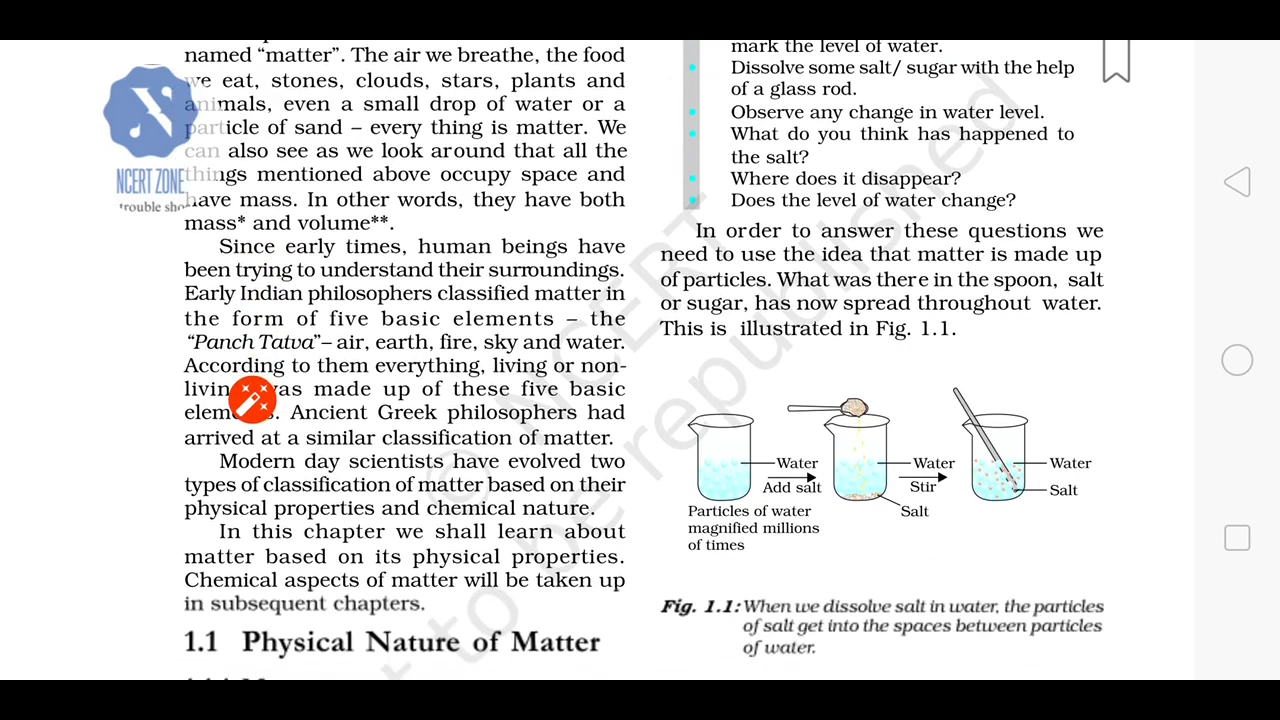 named “matter”. The air we breathe, the food
we eat, stones, clouds, stars, plants and
animals, even a small drop of water or a
particle of sand – every thing is matter. We
can also see as we look around that all the
things mentioned above occupy space and
have mass. In other words, they have both
mass* and volume**.
Since early times, human beings have
been trying to understand their surroundings.
Early Indian philosophers classified matter in
the form of five basic elements – the
“Panch Tatva”– air, earth, fire, sky and water.
According to them everything, living or non-
was made up of these five basic
Ancient Greek philosophers had
arrived at a similar classification of matter.
Modern day scientists have evolved two
types of classification of matter based on their
physical properties and chemical nature.
In this chapter we shall learn about
matter based on its physical properties.
Chemical aspects of matter will be taken up
in subsequent chapters.
1.1 Physical Nature of Matter
NCERT ZONE
trouble
mark the level of water.
• Dissolve some salt/ sugar with the help
of a glass rod.
• Observe any change in water level.
• What do you think has happened to
the salt?
• Where does it disappear?
• Does the level of water change?
In order to answer these questions we
need to use the idea that matter is made up
of particles. What was there in the spoon, salt
or sugar, has now spread throughout water.
This is illustrated in Fig. 1.1.
Water
Add salt
Water
Stir
Salt
Water
Salt
Particles of water
magnified millions
of times
Fig. 1.1: When we dissolve salt in water, the particles
of salt get into the spaces between particles
of water.
© NCERT
be republished